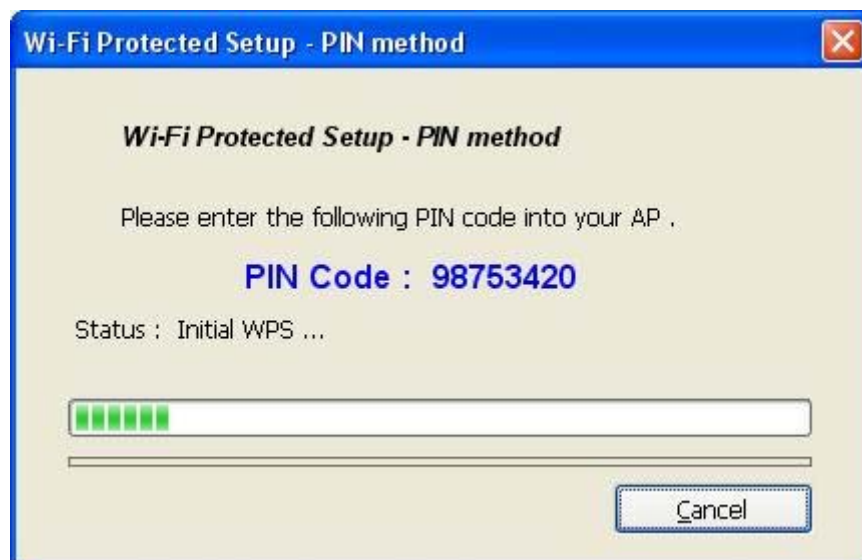 Wi-Fi Protected Setup - PIN method
Wi-Fi Protected Setup - PIN method
Please enter the following PIN code into your AP .
PIN Code :  98753420
Status :  Initial WPS ...
Cancel